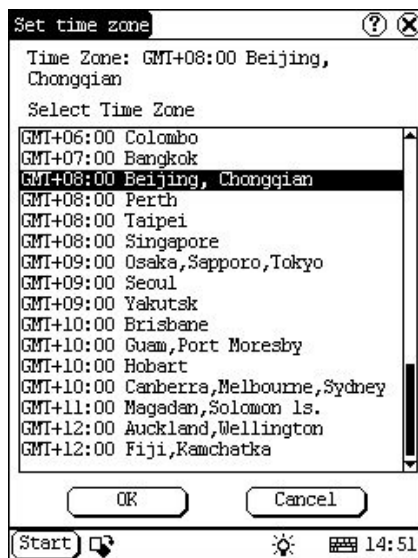 Set time zone
Time Zone: GMT+08:00 Beijing,
Chongqian
Select Time Zone
GMT+06:00 Colombo
GMT+07:00 Bangkok
GMT+08:00 Beijing, Chongqian
GMT+08:00 Perth
GMT+08:00 Taipei
GMT+08:00 Singapore
GMT+09:00 Osaka,Sapporo,Tokyo
GMT+09:00 Seoul
GMT+09:00 Yakutsk
GMT+10:00 Brisbane
GMT+10:00 Guam,Port Moresby
GMT+10:00 Hobart
GMT+10:00 Canberra,Melbourne,Sydney
GMT+11:00 Magadan,Solomon ls.
GMT+12:00 Auckland,Wellington
GMT+12:00 Fiji,Kamchatka
OK Cancel
Start 14:51